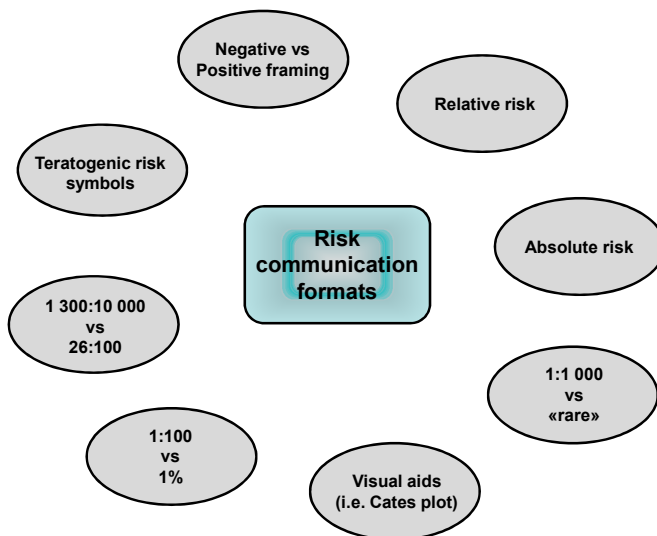 Negative vs
Positive framing
Relative risk
Teratogenic risk
symbols
Risk
communication
formats
Absolute risk
1 300:10 000
vs
26:100
1:1 000
vs
«rare»
1:100
vs
1%
Visual aids
(i.e. Cates plot)